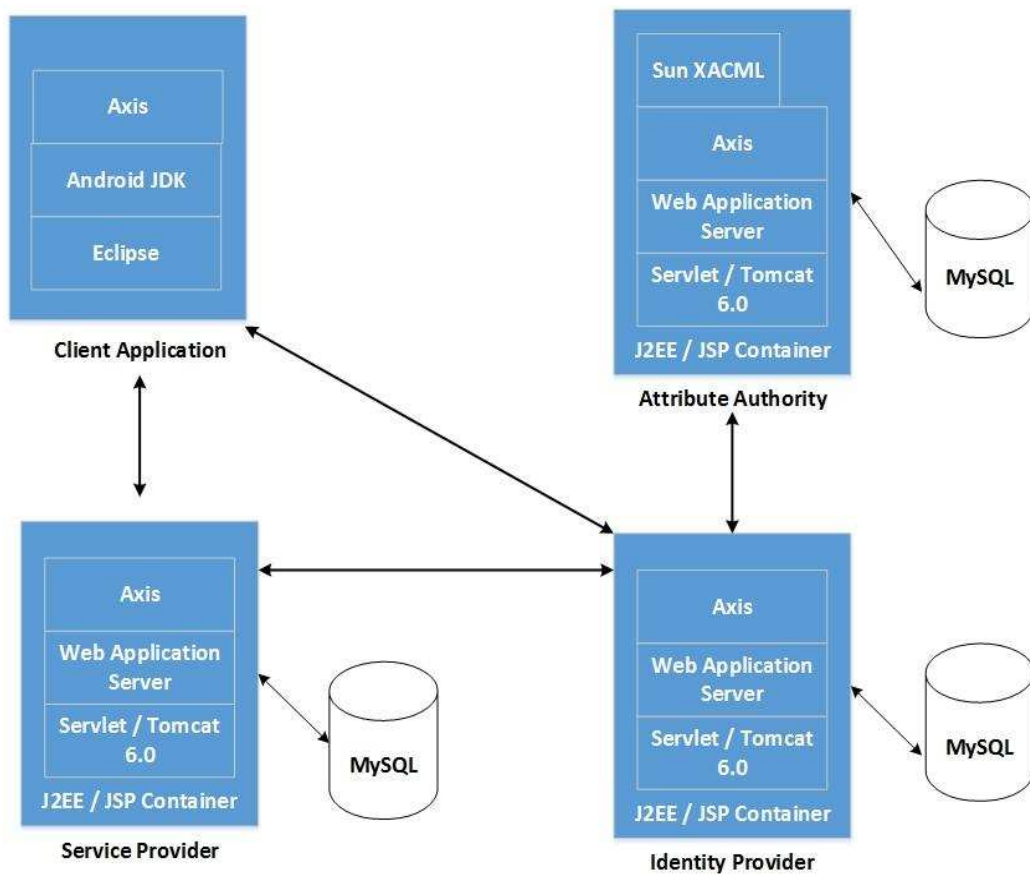 Axis
Android JDK
Eclipse
Client Application
Sun XACML
Axis
Web Application
Server
Servlet / Tomcat
6.0
J2EE / JSP Container
Attribute Authority
MySQL
Axis
Web Application
Server
Servlet / Tomcat
6.0
J2EE / JSP Container
Service Provider
MySQL
Axis
Web Application
Server
Servlet / Tomcat
6.0
J2EE / JSP Container
Identity Provider
MySQL